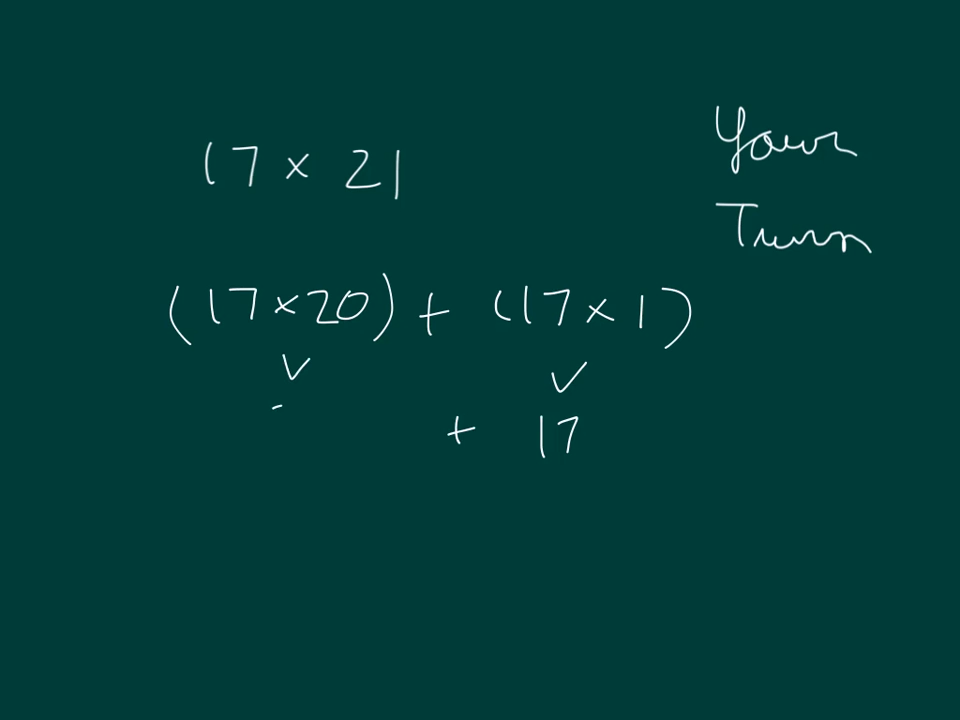 17 × 21
Your
Turn
(17 × 20) + (17 × 1)
+ 17